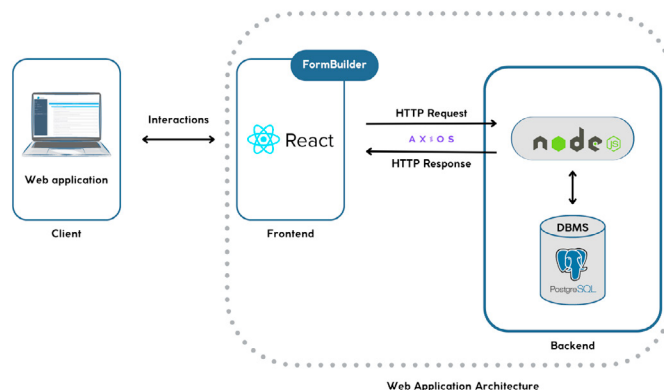 FormBuilder
Interactions
React
HTTP Request
AXIOS
HTTP Response
node
JS
Web application
DBMS
PostgreSQL
Client
Frontend
Backend
Web Application Architecture